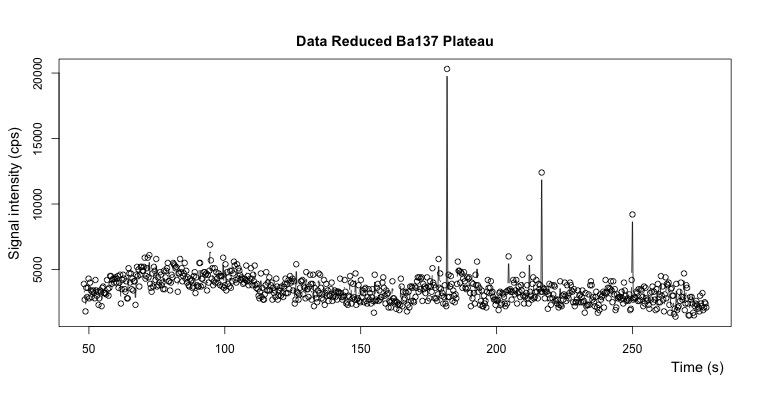 Data Reduced Ba137 Plateau
Signal intensity (cps)
20000
15000
10000
5000
50 100 150 200 250
Time (s)